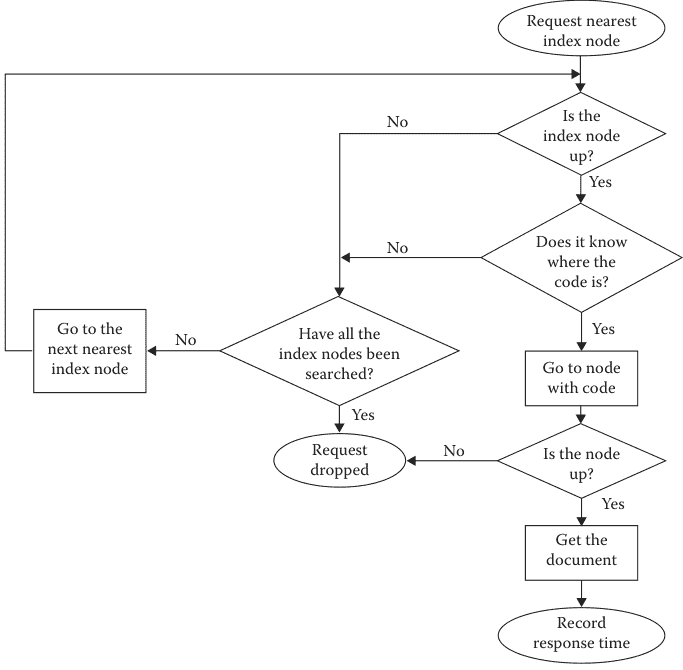 Request nearest
index node
Is the
index node
up?
No
Yes
Does it know
where the
code is?
No
Yes
Go to the
next nearest
index node
No
Have all the
index nodes been
searched?
Yes
Go to node
with code
Request
dropped
No
Is the node
up?
Yes
Get the
document
Record
response time